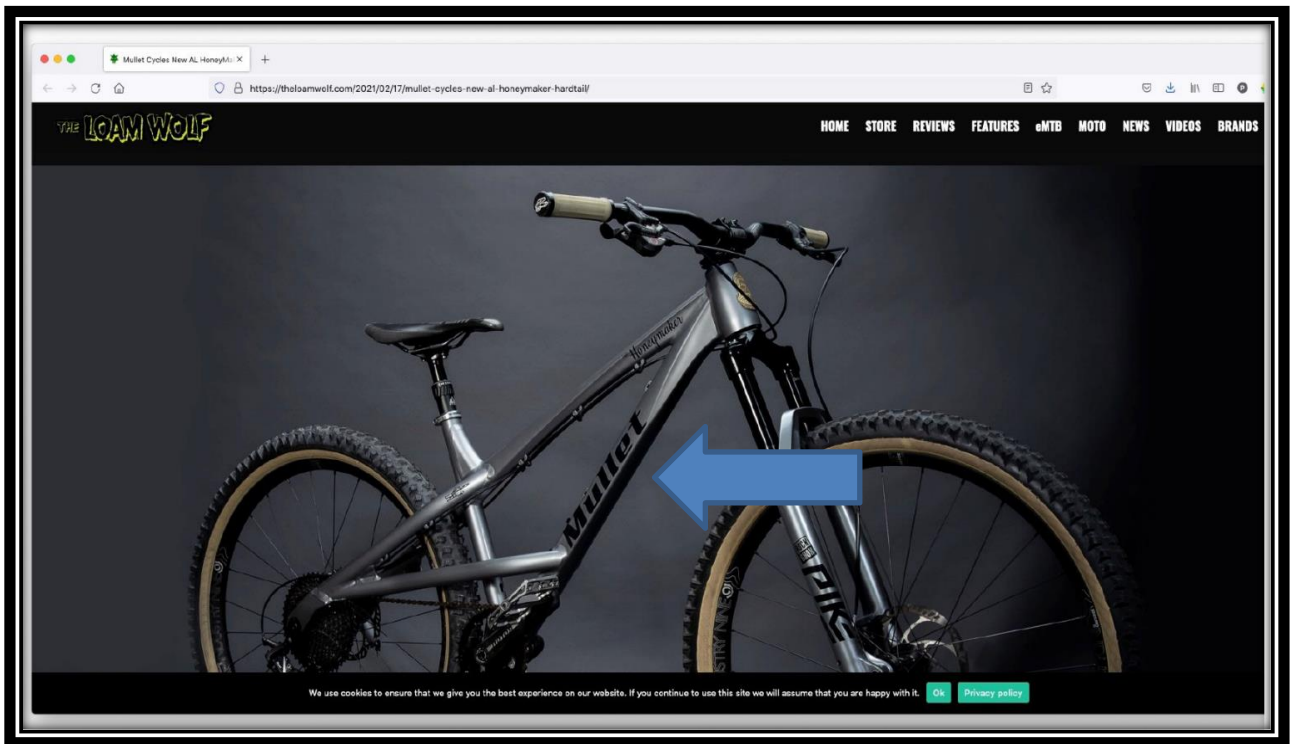 Mullet Cycles New AL HoneyMa
https://theloamwolf.com/2021/02/17/mullet-cycles-new-al-honeymaker-hardtail/
THE LOAM WOLF
HOME STORE REVIEWS FEATURES eMTB MOTO NEWS VIDEOS BRANDS
Honeymaker
Mullet
PIK
STRY NINE
We use cookies to ensure that we give you the best experience on our website. If you continue to use this site we will assume that you are happy with it. Ok Privacy policy